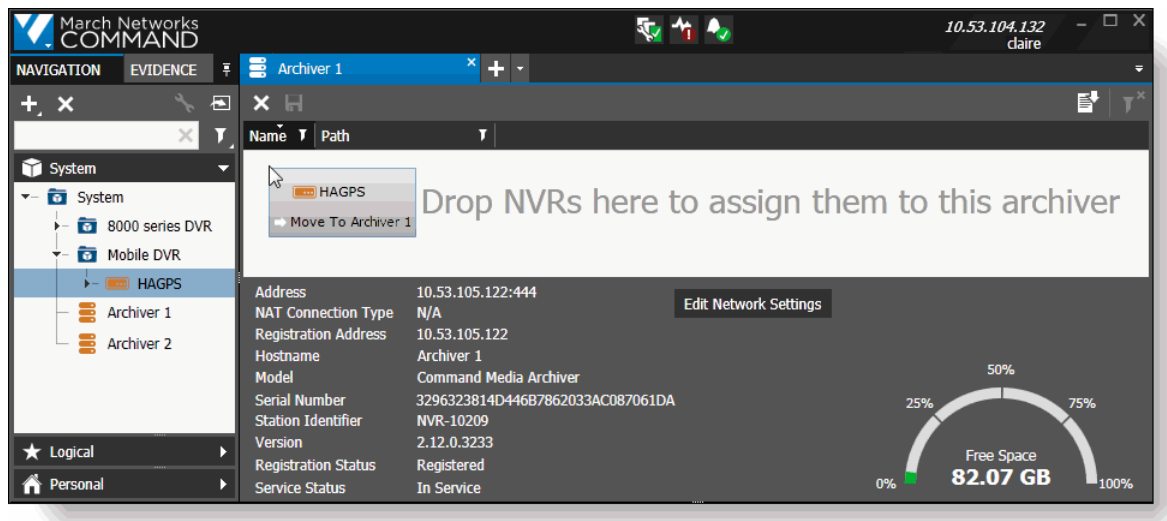 March Networks
COMMAND
10.53.104.132
claire
NAVIGATION EVIDENCE
Archiver 1
Name Path
System
System
8000 series DVR
Mobile DVR
HAGPS
Archiver 1
Archiver 2
Logical
Personal
HAGPS
Move To Archiver 1
Drop NVRs here to assign them to this archiver
Address 10.53.105.122:444
Edit Network Settings
NAT Connection Type N/A
Registration Address 10.53.105.122
Hostname Archiver 1
Model Command Media Archiver
Serial Number 3296323814D446B7862033AC087061DA
Station Identifier NVR-10209
Version 2.12.0.3233
Registration Status Registered
Service Status In Service
50%
25% 75%
Free Space
82.07 GB
0% 100%